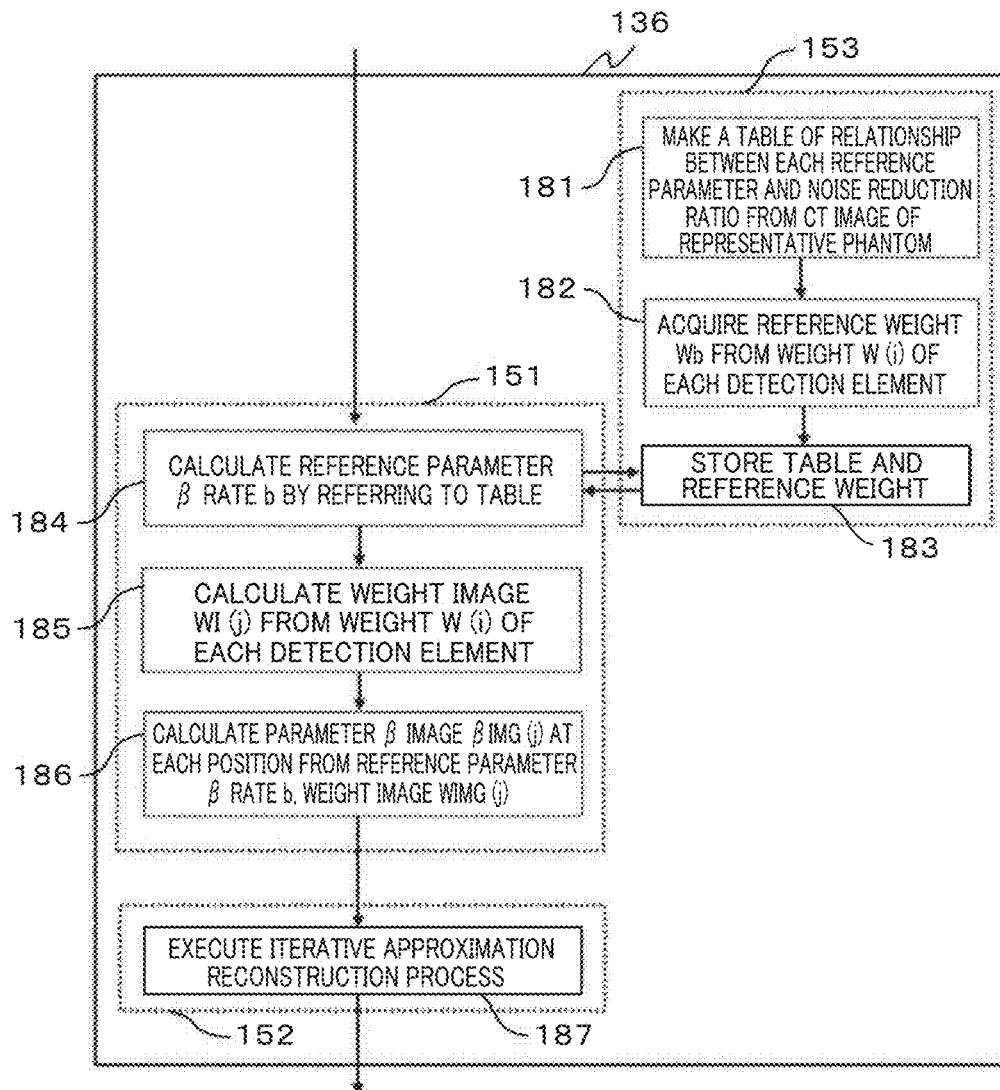 136
153
MAKE A TABLE OF RELATIONSHIP
BETWEEN EACH REFERENCE
PARAMETER AND NOISE REDUCTION
RATIO FROM CT IMAGE OF
REPRESENTATIVE PHANTOM
181
182
ACQUIRE REFERENCE WEIGHT
Wb FROM WEIGHT W (i) OF
EACH DETECTION ELEMENT
151
STORE TABLE AND
REFERENCE WEIGHT
183
CALCULATE REFERENCE PARAMETER
β RATE b BY REFERRING TO TABLE
184
CALCULATE WEIGHT IMAGE
WI (j) FROM WEIGHT W (i) OF
EACH DETECTION ELEMENT
185
CALCULATE PARAMETER β IMAGE βIMG (j) AT
EACH POSITION FROM REFERENCE PARAMETER
β RATE b, WEIGHT IMAGE WIMG (j)
186
EXECUTE ITERATIVE APPROXIMATION
RECONSTRUCTION PROCESS
152
187